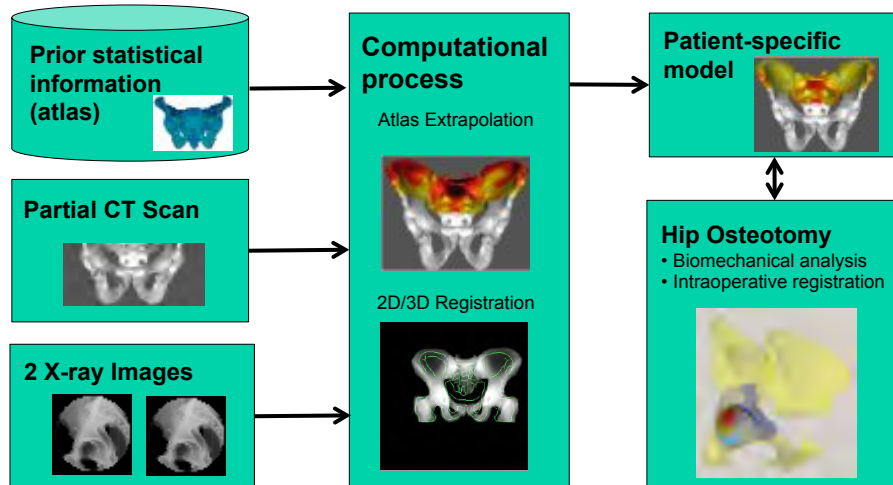 Prior statistical
information
(atlas)
Partial CT Scan
2 X-ray Images
Computational
process
Atlas Extrapolation
2D/3D Registration
Patient-specific
model
Hip Osteotomy
• Biomechanical analysis
• Intraoperative registration